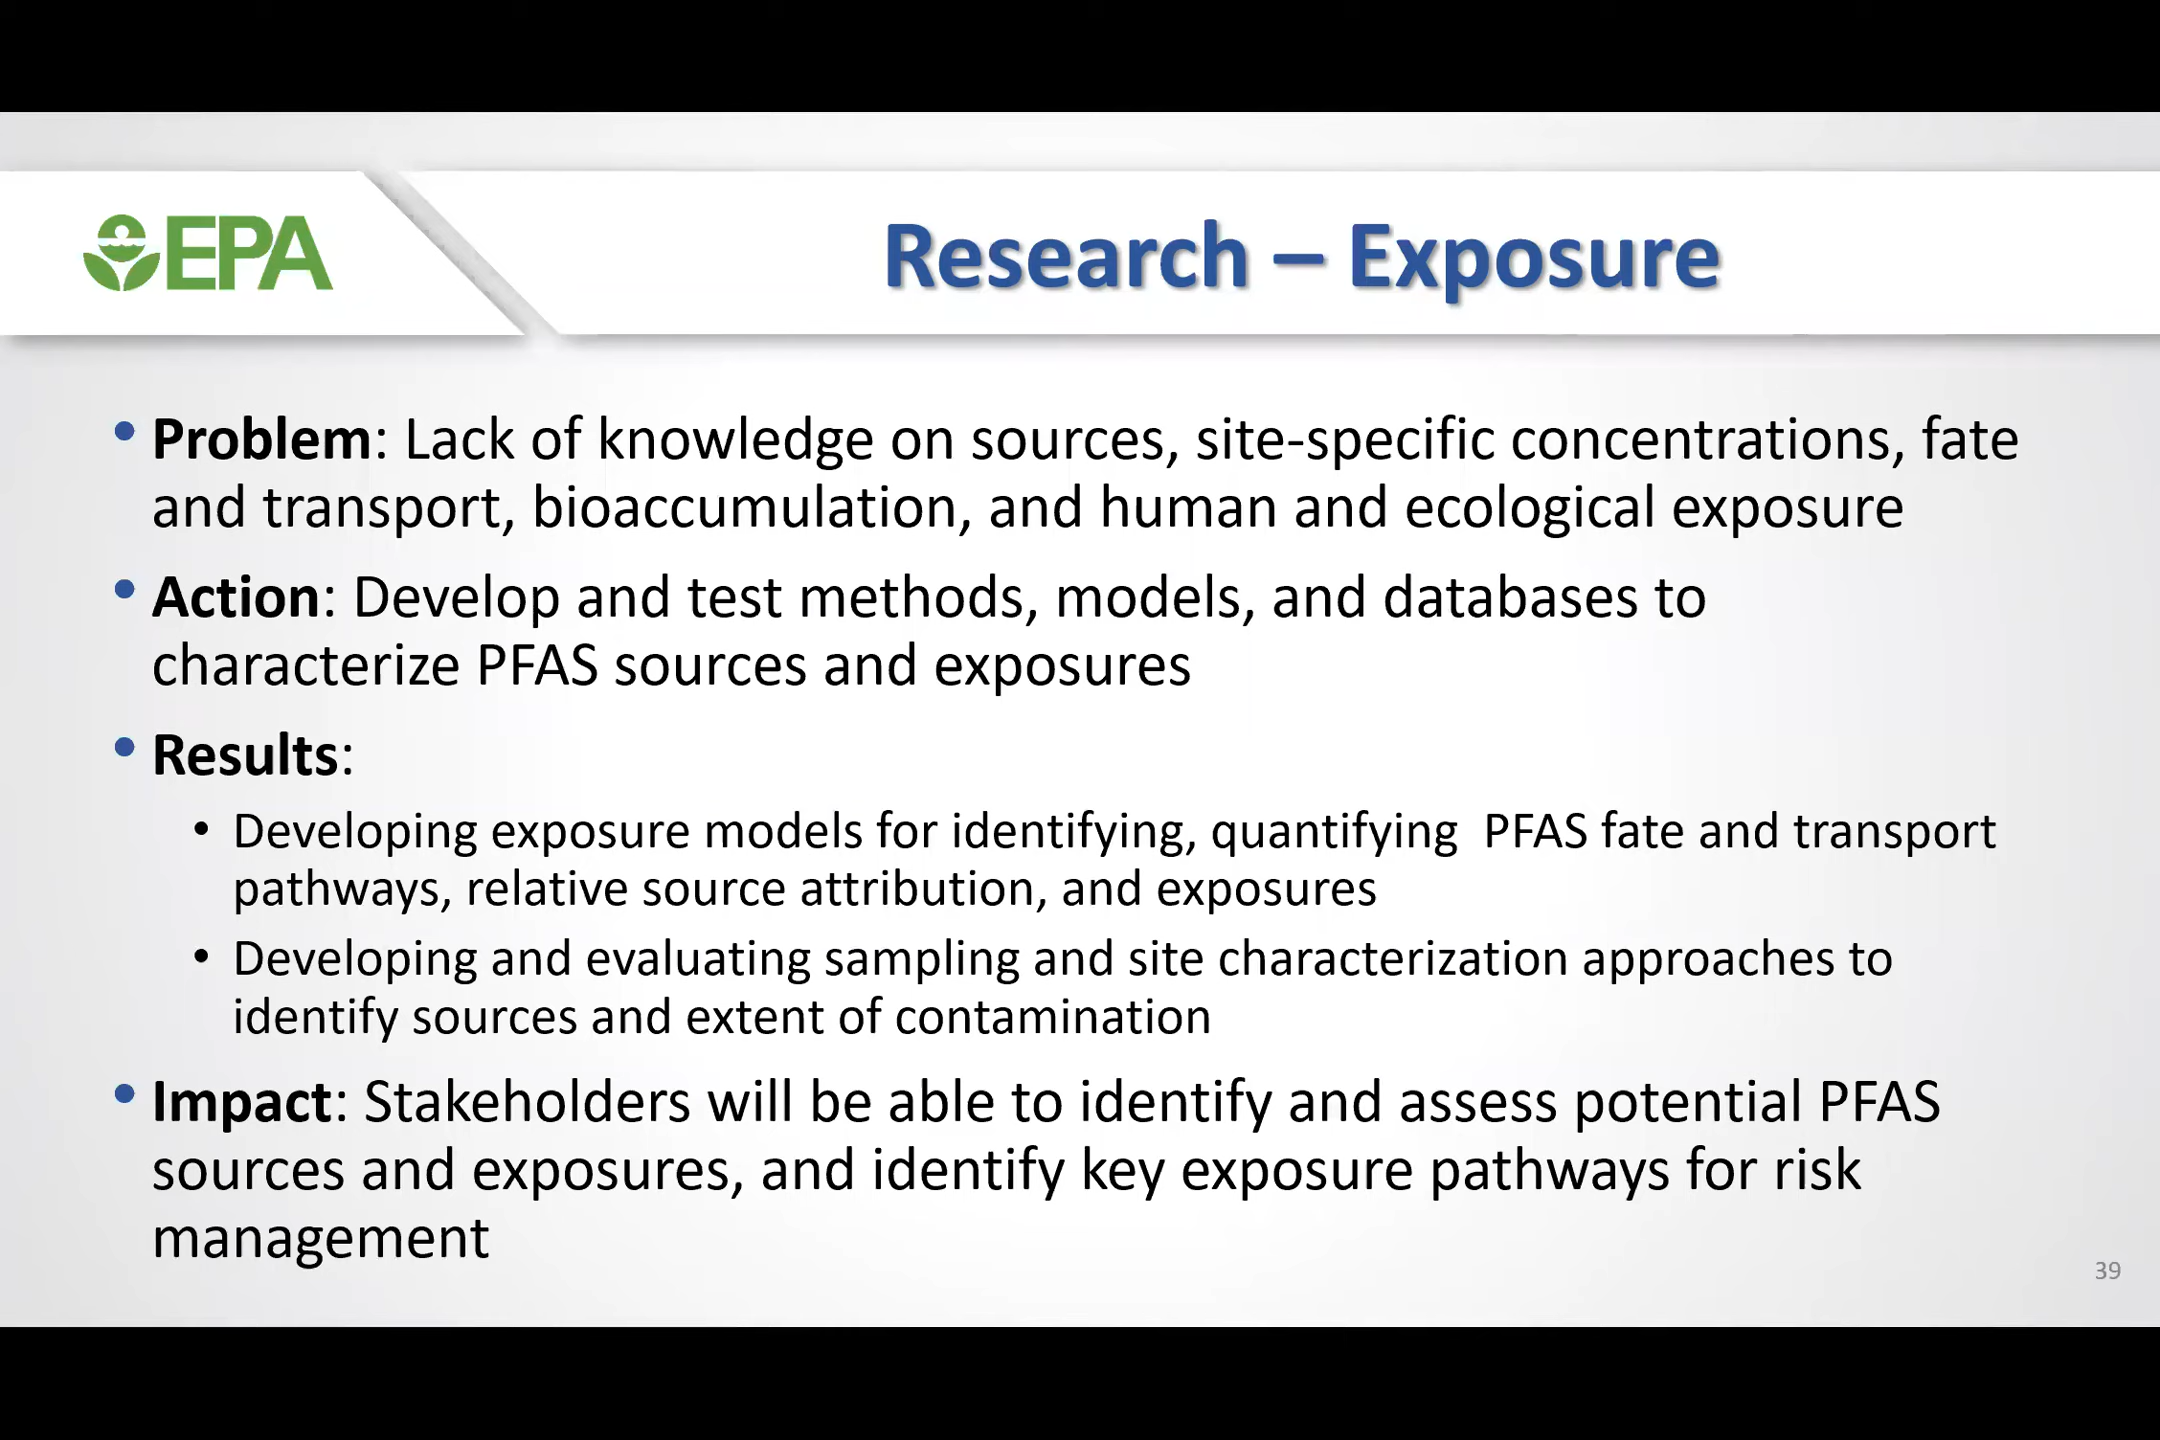 EPA
Research – Exposure
• Problem: Lack of knowledge on sources, site-specific concentrations, fate
and transport, bioaccumulation, and human and ecological exposure
• Action: Develop and test methods, models, and databases to
characterize PFAS sources and exposures
• Results:
• Developing exposure models for identifying, quantifying  PFAS fate and transport
pathways, relative source attribution, and exposures
• Developing and evaluating sampling and site characterization approaches to
identify sources and extent of contamination
• Impact: Stakeholders will be able to identify and assess potential PFAS
sources and exposures, and identify key exposure pathways for risk
management
39